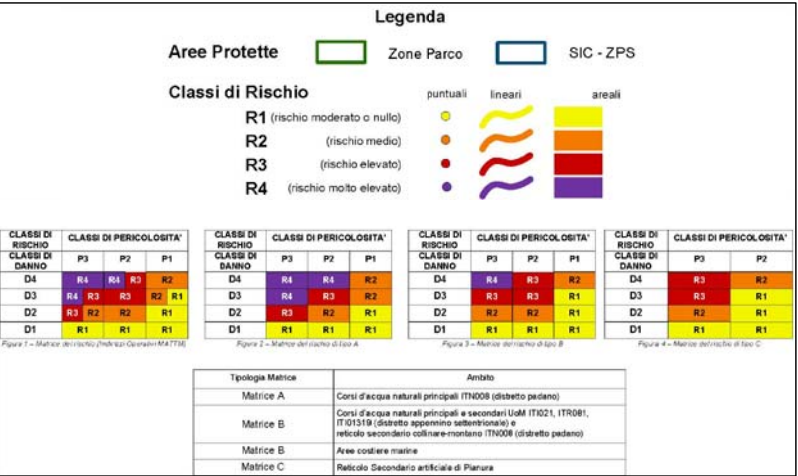 Legenda
Aree Protette Zone Parco SIC - ZPS
Classi di Rischio puntuali lineari areali
R1 (rischio moderato o nullo)
R2 (rischio medio)
R3 (rischio elevato)
R4 (rischio molto elevato)
CLASSI DI RISCHIO CLASSI DI PERICOLOSITA'
CLASSI DI DANNO P3 P2 P1
D4 R4 R4 R3 R2
D3 R4 R3 R3 R2 R1
D2 R3 R2 R2 R1
D1 R1 R1 R1
Figura 1 – Matrice del rischio (Indirizzi Operativi MATTM)
CLASSI DI RISCHIO CLASSI DI PERICOLOSITA'
CLASSI DI DANNO P3 P2 P1
D4 R4 R4 R2
D3 R4 R3 R2
D2 R3 R2 R1
D1 R1 R1 R1
Figura 2 – Matrice del rischio di tipo A
CLASSI DI RISCHIO CLASSI DI PERICOLOSITA'
CLASSI DI DANNO P3 P2 P1
D4 R4 R3 R2
D3 R3 R3 R1
D2 R2 R2 R1
D1 R1 R1 R1
Figura 3 – Matrice del rischio di tipo B
CLASSI DI RISCHIO CLASSI DI PERICOLOSITA'
CLASSI DI DANNO P3 P2
D4 R3 R2
D3 R3 R1
D2 R2 R1
D1 R1 R1
Figura 4 – Matrice del rischio di tipo C
Tipologia Matrice Ambito
Matrice A Corsi d'acqua naturali principali ITN008 (distretto padano)
Matrice B Corsi d'acqua naturali principali e secondari UoM ITI021, ITR081,
ITI01319 (distretto appennino settentrionale) e
reticolo secondario collinare-montano ITN008 (distretto padano)
Matrice B Aree costiere marine
Matrice C Reticolo Secondario artificiale di Pianura